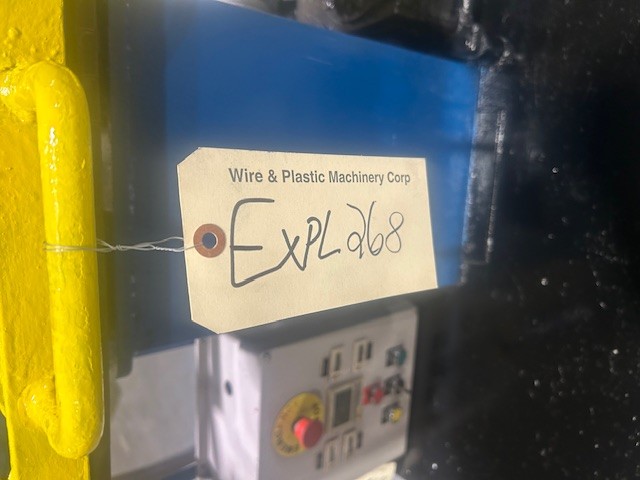 Wire & Plastic Machinery Corp
EXPL268